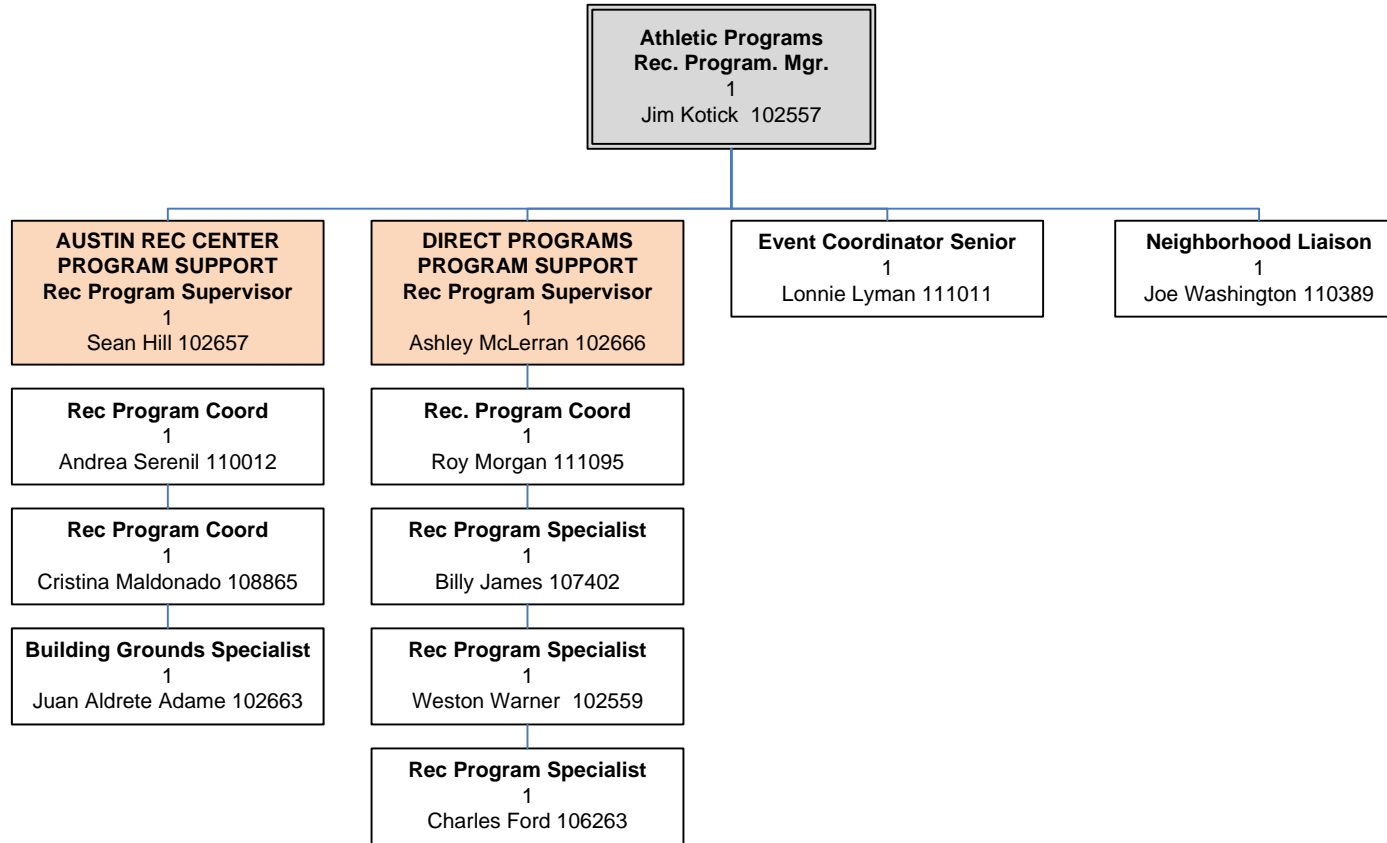 Athletic Programs
Rec. Program. Mgr.
1
Jim Kotick  102557
AUSTIN REC CENTER
PROGRAM SUPPORT
Rec Program Supervisor
1
Sean Hill 102657
DIRECT PROGRAMS
PROGRAM SUPPORT
Rec Program Supervisor
1
Ashley McLerran 102666
Event Coordinator Senior
1
Lonnie Lyman 111011
Neighborhood Liaison
1
Joe Washington 110389
Rec Program Coord
1
Andrea Serenil 110012
Rec Program Coord
1
Cristina Maldonado 108865
Building Grounds Specialist
1
Juan Aldrete Adame 102663
Rec. Program Coord
1
Roy Morgan 111095
Rec Program Specialist
1
Billy James 107402
Rec Program Specialist
1
Weston Warner  102559
Rec Program Specialist
1
Charles Ford 106263